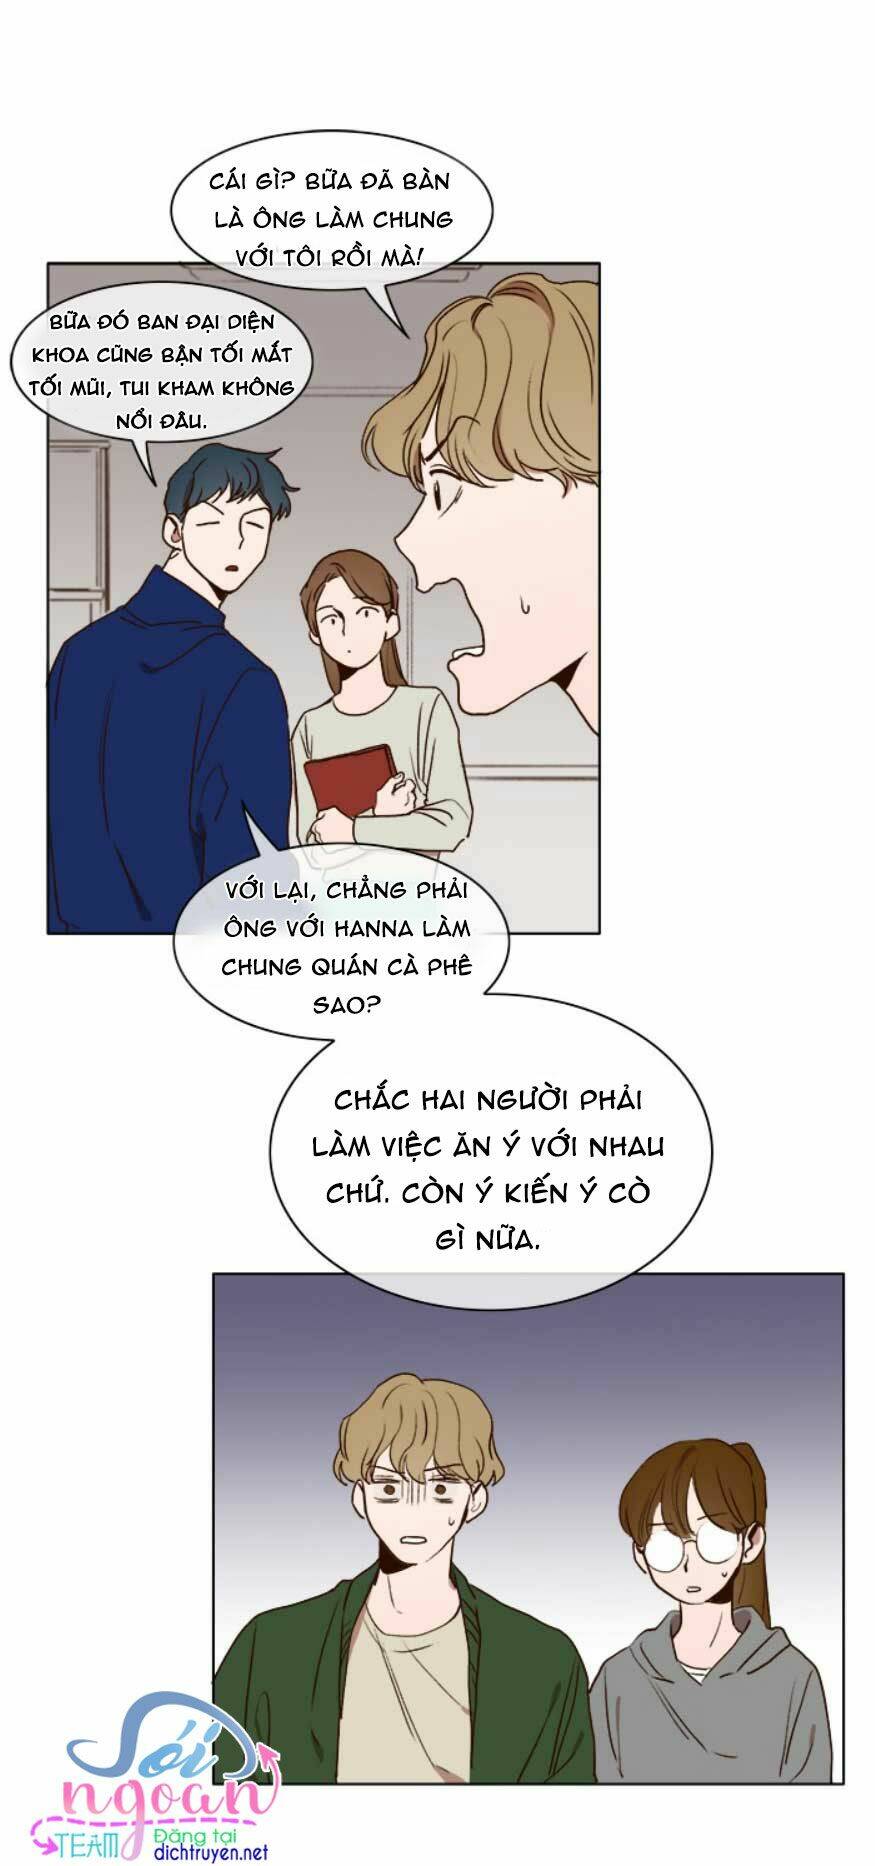 CÁI GÌ? BỮA ĐÃ BÀN
LÀ ÔNG LÀM CHUNG
VỚI TÔI RỒI MÀ!
BỮA ĐÓ BAN ĐẠI DIỆN
KHOA CŨNG BẬN TỐI MẮT
TỐI MŨI, TUI KHAM KHÔNG
NỔI ĐÂU.
VỚI LẠI, CHẲNG PHẢI
ÔNG VỚI HANNA LÀM
CHUNG QUÁN CÀ PHÊ
SAO?
CHẮC HAI NGƯỜI PHẢI
LÀM VIỆC ĂN Ý VỚI NHAU
CHỨ. CÒN Ý KIẾN Ý CÒ
GÌ NỮA.
Sói
ngoan
TEAM
Đăng tại
dichtruyen.net